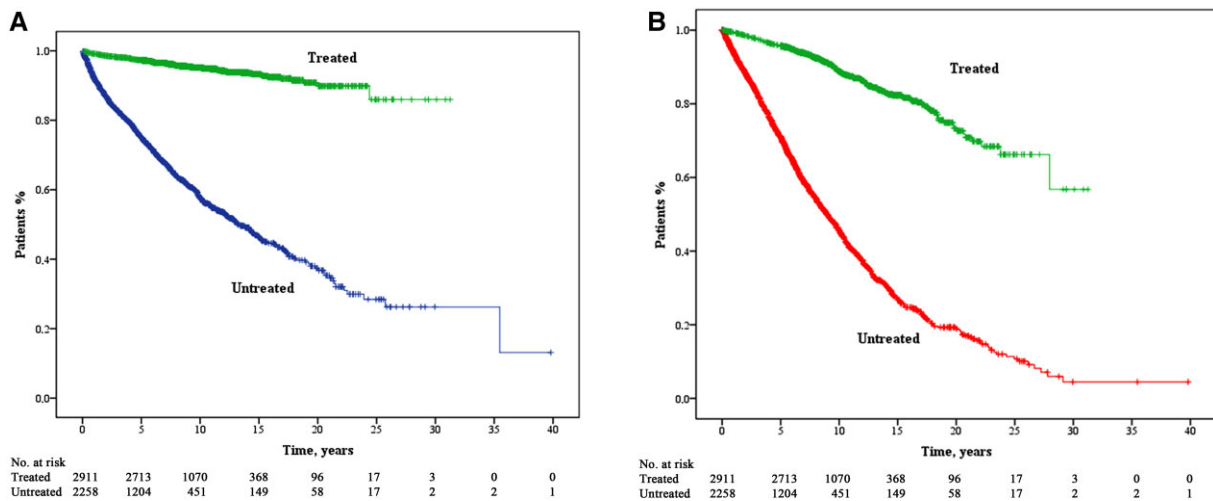 A
1.0
0.8
0.6
0.4
0.2
0.0
Patients %
Treated
Untreated
0 5 10 15 20 25 30 35 40
Time, years
No. at risk
Treated 2911 2713 1070 368 96 17 3 0 0
Untreated 2258 1204 451 149 58 17 2 2 1
B
1.0
0.8
0.6
0.4
0.2
0.0
Patients %
Treated
Untreated
0 5 10 15 20 25 30 35 40
Time, years
No. at risk
Treated 2911 2713 1070 368 96 17 3 0 0
Untreated 2258 1204 451 149 58 17 2 1